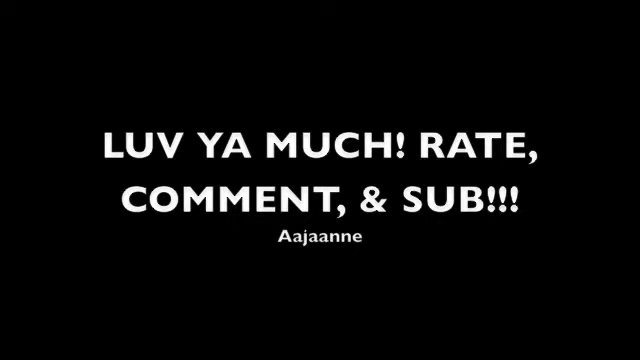 LUV YA MUCH! RATE,
COMMENT, & SUB!!!
Aajaanne